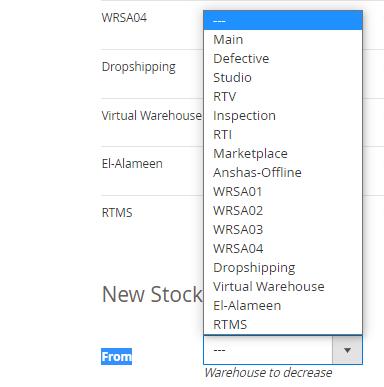 WRSA04
Dropshipping
Virtual Warehouse
El-Alameen
RTMS
New Stock
From
---
Main
Defective
Studio
RTV
Inspection
RTI
Marketplace
Anshas-Offline
WRSA01
WRSA02
WRSA03
WRSA04
Dropshipping
Virtual Warehouse
El-Alameen
RTMS
---
Warehouse to decrease